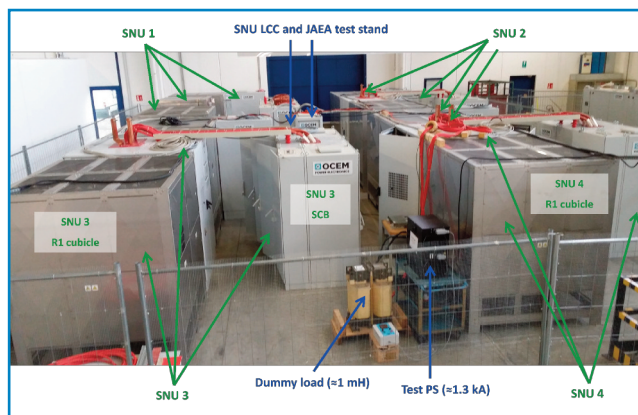 SNU 1
SNU LCC and JAEA test stand
SNU 2
OCEM
POWER ELECTRONICS
SNU 3
SCB
SNU 4
R1 cubicle
SNU 3
R1 cubicle
Dummy load (≈1 mH)
Test PS (≈1.3 kA)
SNU 3
SNU 4